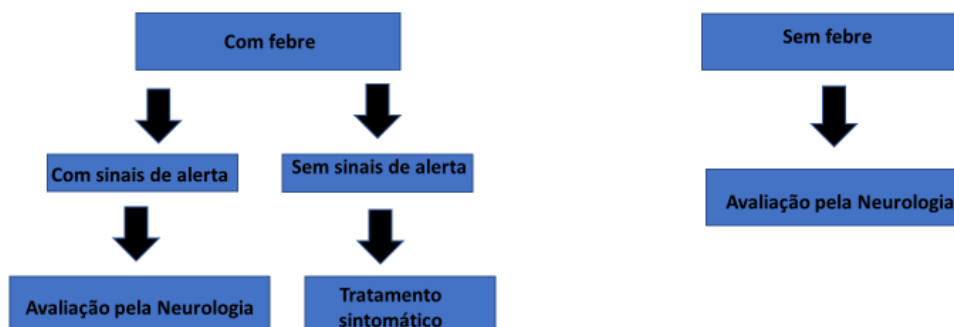 Com febre
Sem febre
Com sinais de alerta
Sem sinais de alerta
Avaliação pela Neurologia
Avaliação pela Neurologia
Tratamento
sintomático